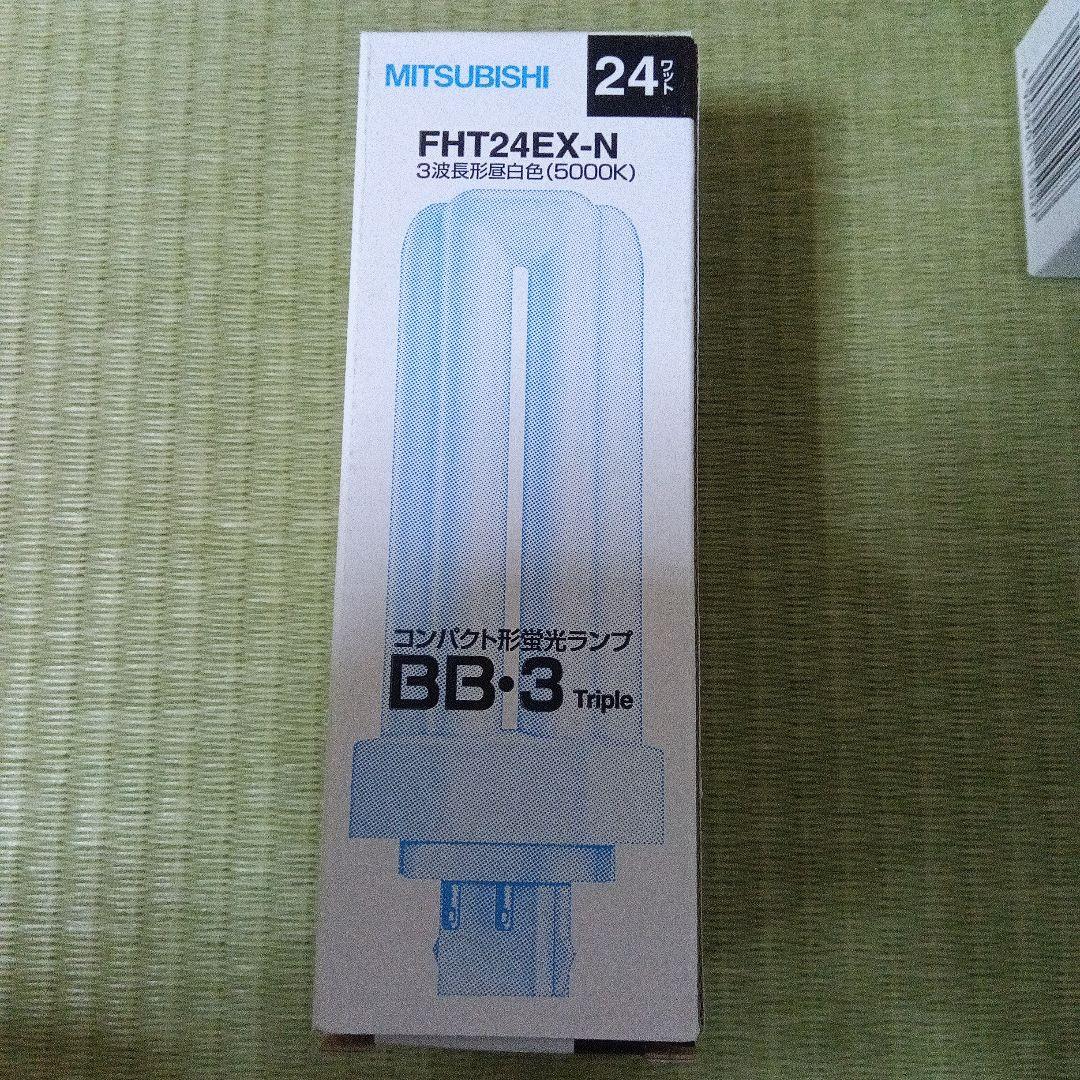 MITSUBISHI
24ワット
FHT24EX-N
3波長形昼白色(5000K)
コンパクト形蛍光ランプ
BB・3 Triple